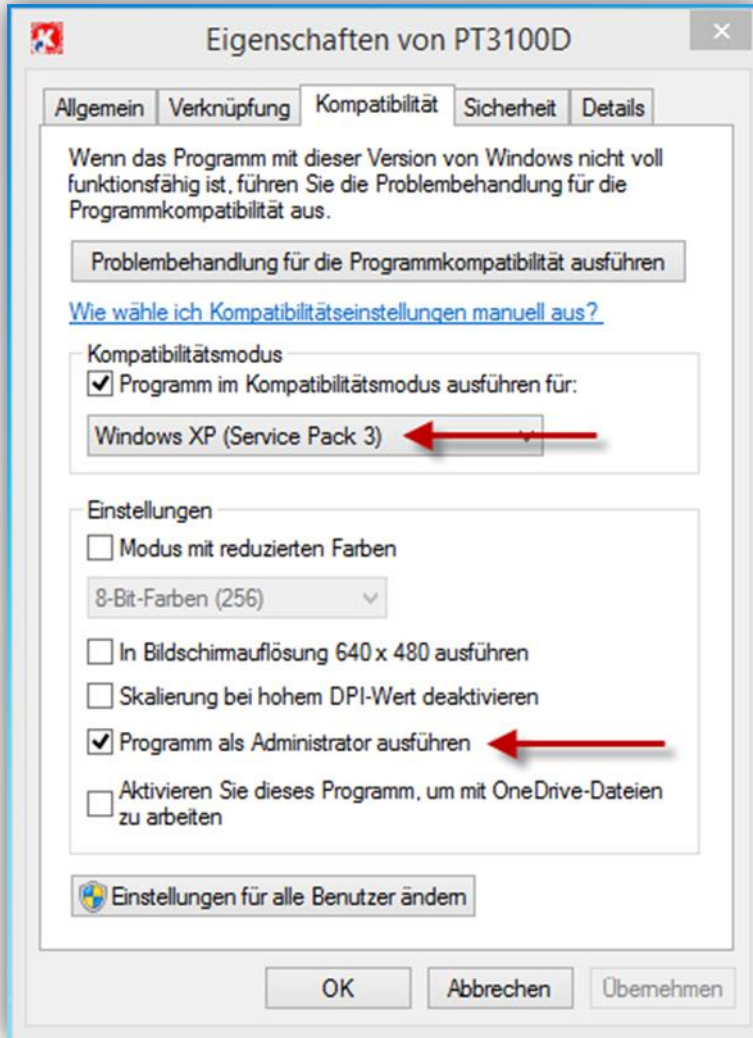 Eigenschaften von PT3100D
Allgemein
Verknüpfung
Kompatibilität
Sicherheit
Details
Wenn das Programm mit dieser Version von Windows nicht voll
funktionsfähig ist, führen Sie die Problembehandlung für die
Programmkompatibilität aus.
Problembehandlung für die Programmkompatibilität ausführen
Wie wähle ich Kompatibilitätseinstellungen manuell aus?
Kompatibilitätsmodus
Programm im Kompatibilitätsmodus ausführen für:
Windows XP (Service Pack 3)
Einstellungen
Modus mit reduzierten Farben
8-Bit-Farben (256)
In Bildschirmauflösung 640 x 480 ausführen
Skalierung bei hohem DPI-Wert deaktivieren
Programm als Administrator ausführen
Aktivieren Sie dieses Programm, um mit OneDrive-Dateien
zu arbeiten
Einstellungen für alle Benutzer ändern
OK
Abbrechen
Übernehmen